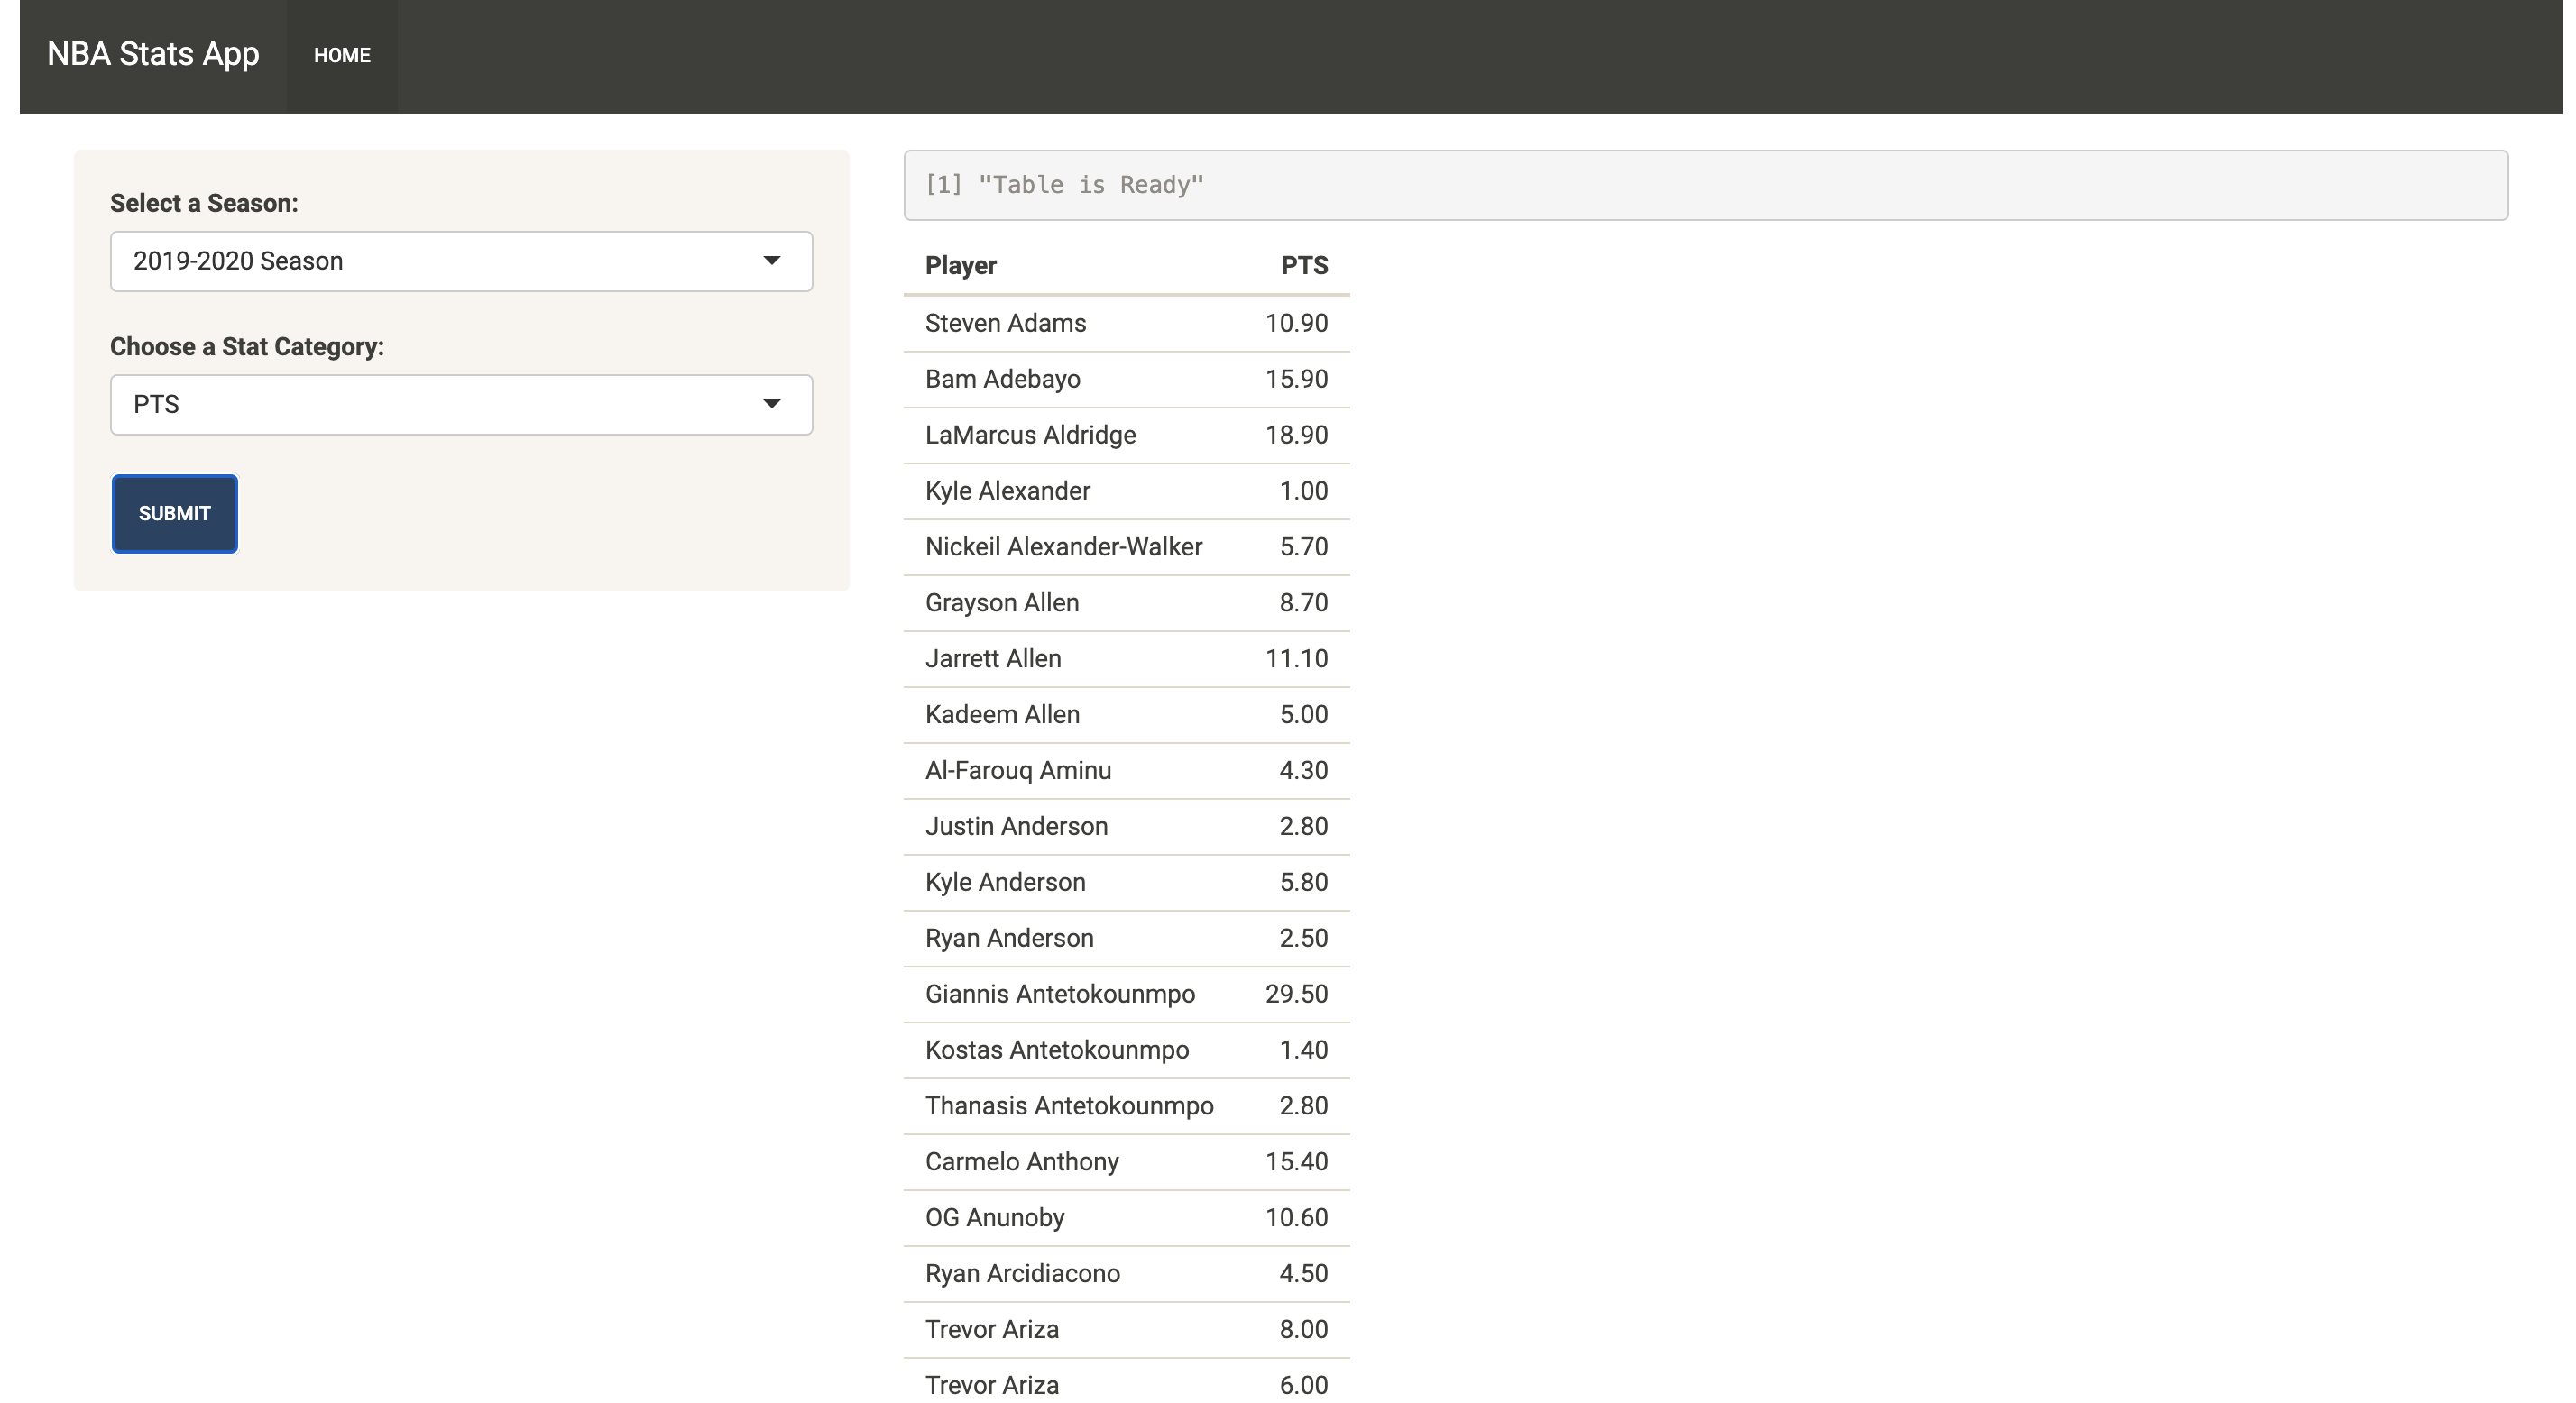 NBA Stats App HOME
Select a Season:
2019-2020 Season
Choose a Stat Category:
PTS
SUBMIT
[1] "Table is Ready"
Player PTS
Steven Adams 10.90
Bam Adebayo 15.90
LaMarcus Aldridge 18.90
Kyle Alexander 1.00
Nickeil Alexander-Walker 5.70
Grayson Allen 8.70
Jarrett Allen 11.10
Kadeem Allen 5.00
Al-Farouq Aminu 4.30
Justin Anderson 2.80
Kyle Anderson 5.80
Ryan Anderson 2.50
Giannis Antetokounmpo 29.50
Kostas Antetokounmpo 1.40
Thanasis Antetokounmpo 2.80
Carmelo Anthony 15.40
OG Anunoby 10.60
Ryan Arcidiacono 4.50
Trevor Ariza 8.00
Trevor Ariza 6.00